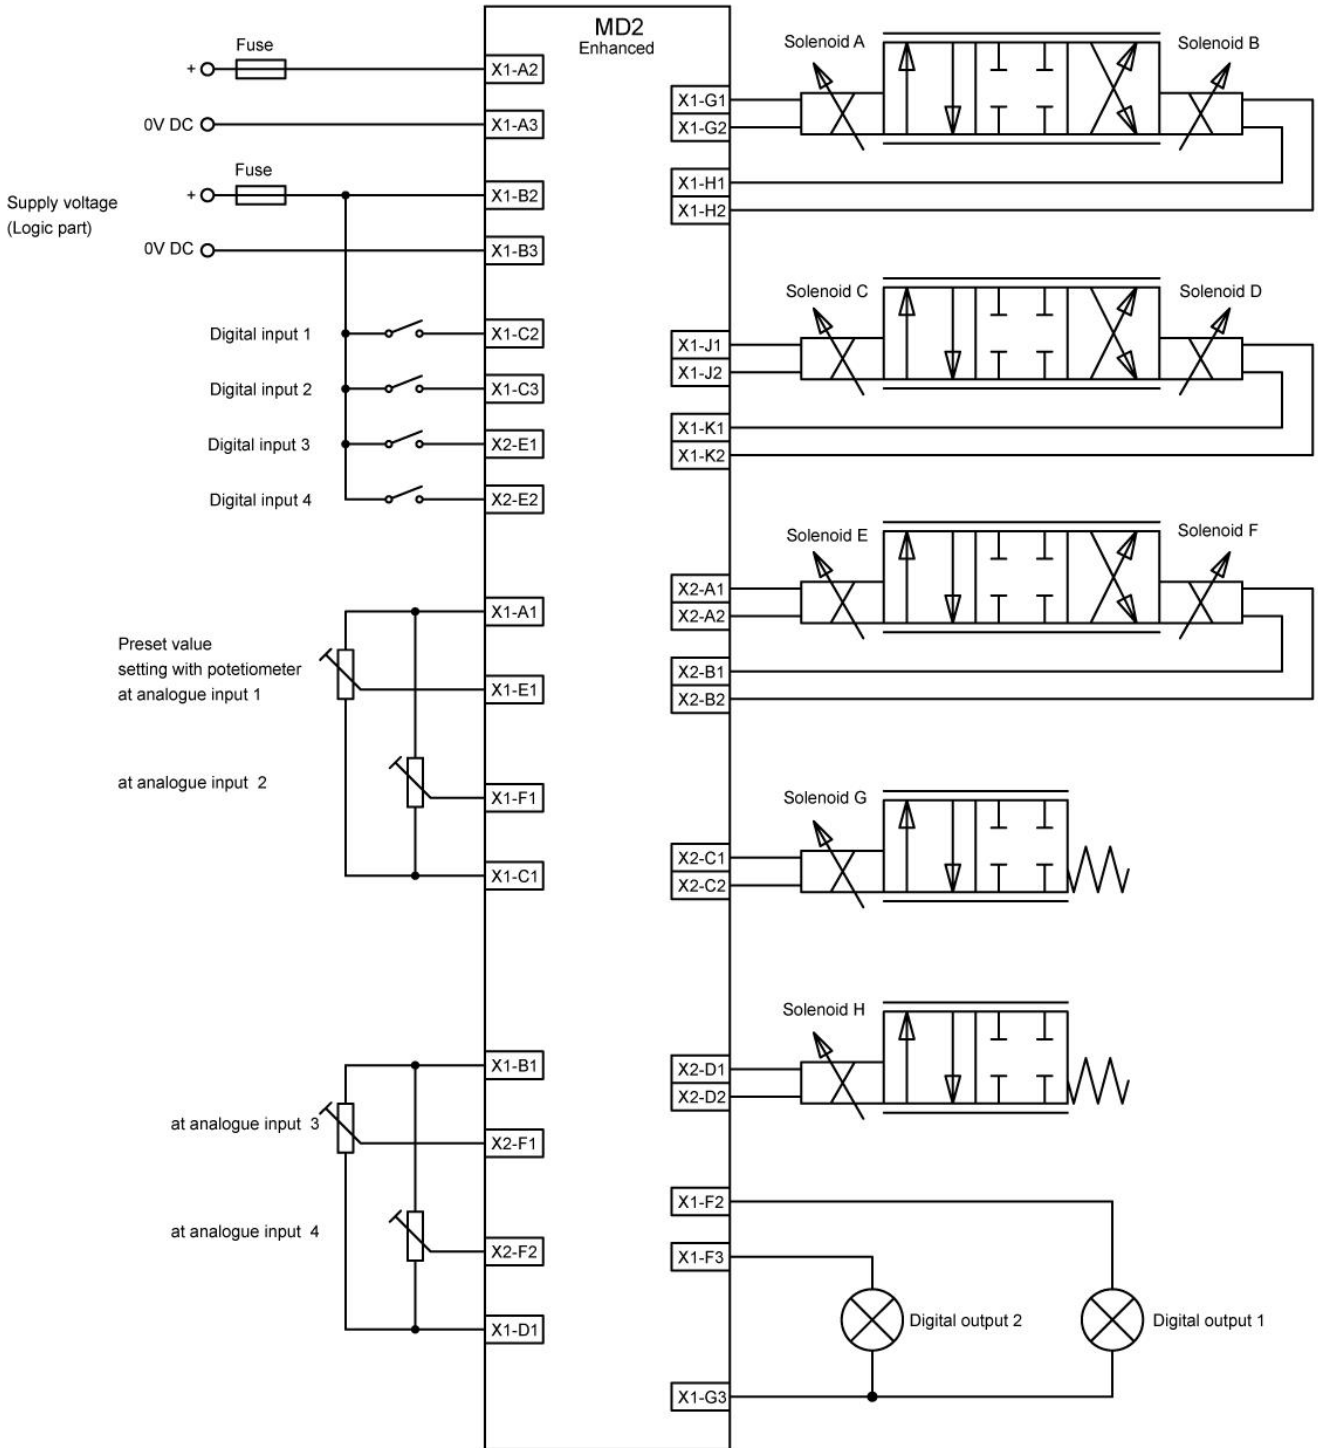 MD2
Enhanced
Fuse
+
X1-A2
0V DC
X1-A3
Fuse
+
X1-B2
Supply voltage
(Logic part)
0V DC
X1-B3
Digital input 1
X1-C2
Digital input 2
X1-C3
Digital input 3
X2-E1
Digital input 4
X2-E2
X1-A1
Preset value
setting with potetiometer
at analogue input 1
X1-E1
at analogue input 2
X1-F1
X1-C1
X1-B1
at analogue input 3
X2-F1
at analogue input 4
X2-F2
X1-D1
Solenoid A
Solenoid B
X1-G1
X1-G2
X1-H1
X1-H2
Solenoid C
Solenoid D
X1-J1
X1-J2
X1-K1
X1-K2
Solenoid E
Solenoid F
X2-A1
X2-A2
X2-B1
X2-B2
Solenoid G
X2-C1
X2-C2
Solenoid H
X2-D1
X2-D2
X1-F2
X1-F3
Digital output 2
Digital output 1
X1-G3